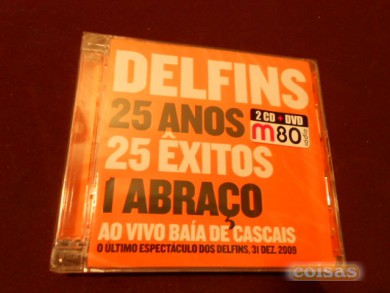 DELFINS
25 ANOS
2 CD + DVD
m80
rádio
25 ÊXITOS
1 ABRAÇO
AO VIVO BAÍA DE CASCAIS
O ÚLTIMO ESPECTÁCULO DOS DELFINS, 31 DEZ. 2009
coisas